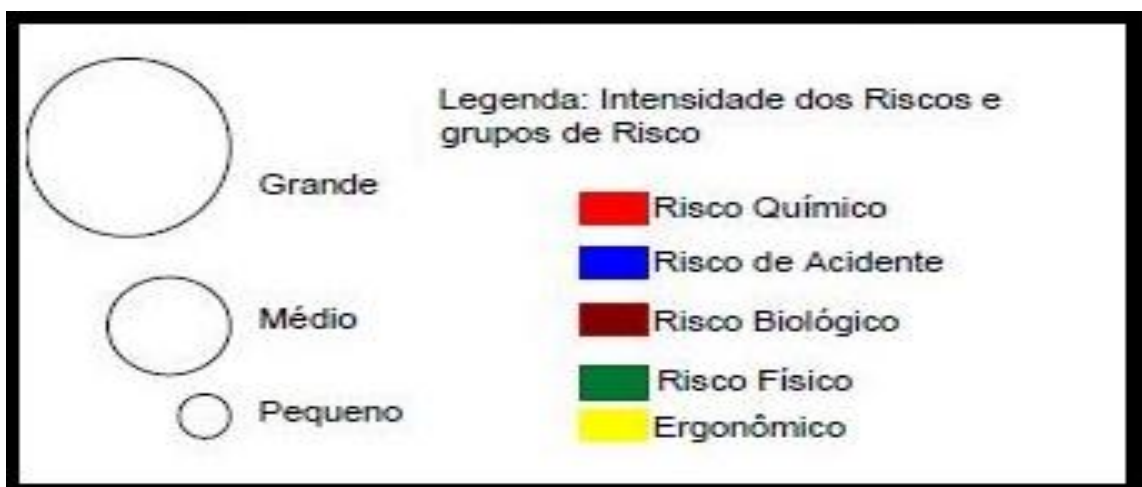 Legenda: Intensidade dos Riscos e
grupos de Risco
Grande
Médio
Pequeno
Risco Químico
Risco de Acidente
Risco Biológico
Risco Físico
Ergonômico